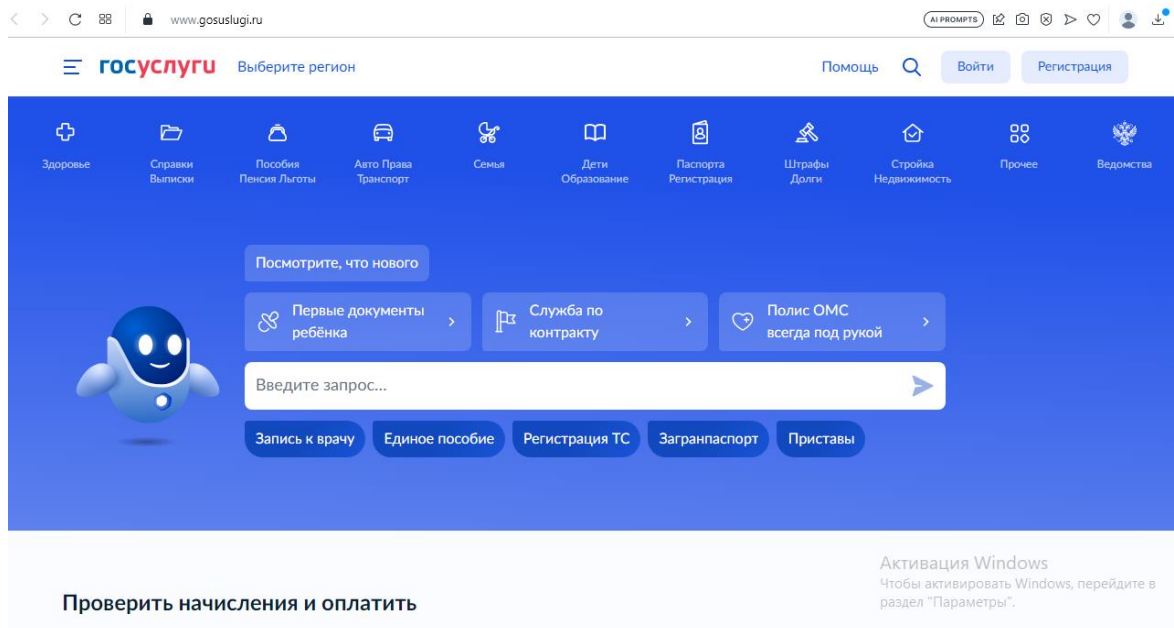 www.gosuslugi.ru
AI PROMPTS
госуслуги
Выберите регион
Помощь
Войти
Регистрация
Здоровье
Справки
Выписки
Пособия
Пенсия Льготы
Авто Права
Транспорт
Семья
Дети
Образование
Паспорта
Регистрация
Штрафы
Долги
Стройка
Недвижимость
Прочее
Ведомства
Посмотрите, что нового
Первые документы
ребёнка
Служба по
контракту
Полис ОМС
всегда под рукой
Введите запрос...
Запись к врачу
Единое пособие
Регистрация ТС
Загранпаспорт
Приставы
Активация Windows
Чтобы активировать Windows, перейдите в
раздел "Параметры".
Проверить начисления и оплатить